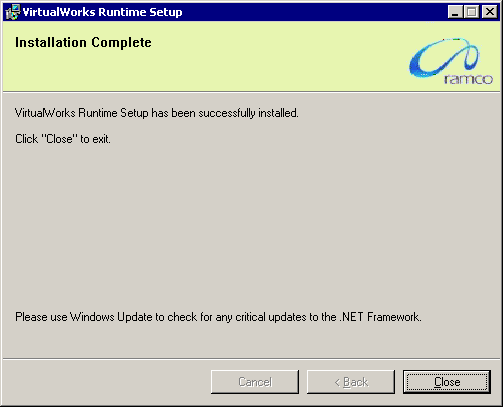 VirtualWorks Runtime Setup
Installation Complete
ramco
VirtualWorks Runtime Setup has been successfully installed.
Click "Close" to exit.
Please use Windows Update to check for any critical updates to the .NET Framework.
Cancel
< Back
Close